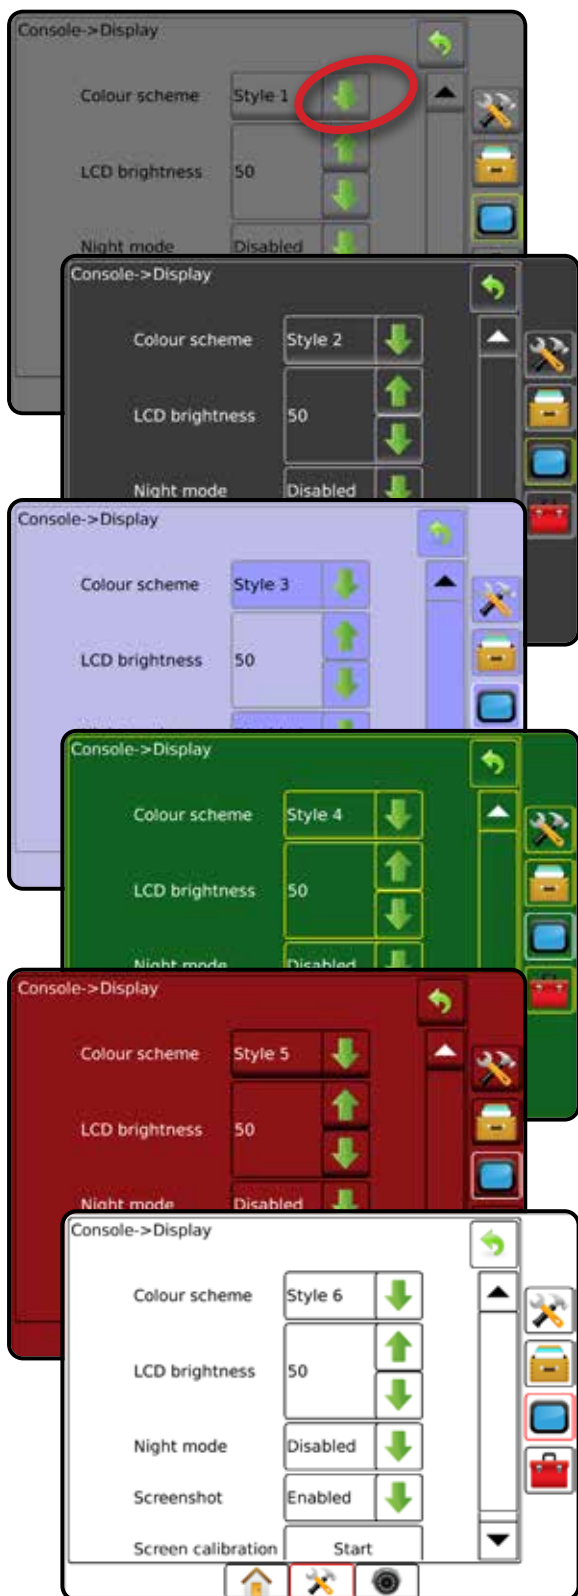 Console->Display
Colour scheme Style 1
LCD brightness 50
Night mode Disabled
Console->Display
Colour scheme Style 2
LCD brightness 50
Night mode Disabled
Console->Display
Colour scheme Style 3
LCD brightness 50
Console->Display
Colour scheme Style 4
LCD brightness 50
Night mode Disabled
Console->Display
Colour scheme Style 5
LCD brightness 50
Night mode Disabled
Console->Display
Colour scheme Style 6
LCD brightness 50
Night mode Disabled
Screenshot Enabled
Screen calibration Start